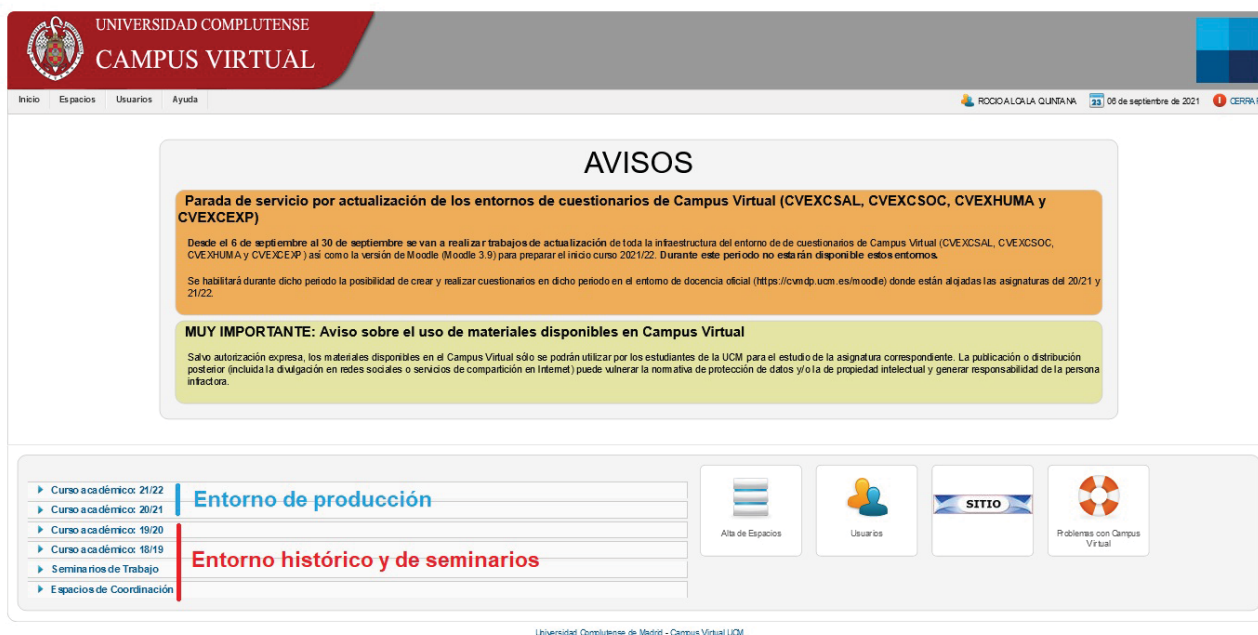 UNIVERSIDAD COMPLUTENSE
CAMPUS VIRTUAL
Inicio Espacios Usuarios Ayuda
ROCIO ALCALA QUINTANA 23 06 de septiembre de 2021 CERRAR
AVISOS
Parada de servicio por actualización de los entornos de cuestionarios de Campus Virtual (CVEXCSAL, CVEXCSOC, CVEXHUMA y
CVEXCEXP)
Desde el 6 de septiembre al 30 de septiembre se van a realizar trabajos de actualización de toda la infraestructura del entorno de de cuestionarios de Campus Virtual (CVEXCSAL, CVEXCSOC,
CVEXHUMA y CVEXCEXP) así como la versión de Moodle (Moodle 3.9) para preparar el inicio curso 2021/22. Durante este periodo no estarán disponible estos entornos.
Se habilitará durante dicho periodo la posibilidad de crear y realizar cuestionarios en dicho periodo en el entorno de docencia oficial (https://cvmdp.ucm.es/moodle) donde están alojadas las asignaturas del 20/21 y
21/22.
MUY IMPORTANTE: Aviso sobre el uso de materiales disponibles en Campus Virtual
Salvo autorización expresa, los materiales disponibles en el Campus Virtual sólo se podrán utilizar por los estudiantes de la UCM para el estudio de la asignatura correspondiente. La publicación o distribución
posterior (incluida la divulgación en redes sociales o servicios de compartición en Internet) puede vulnerar la normativa de protección de datos y/o la de propiedad intelectual y generar responsabilidad de la persona
infractora.
Curso académico: 21/22
Curso académico: 20/21
Entorno de producción
Curso académico: 19/20
Curso académico: 18/19
Seminarios de Trabajo
Espacios de Coordinación
Entorno histórico y de seminarios
Alta de Espacios
Usuarios
SITIO
Problemas con Campus
Virtual
Universidad Complutense de Madrid - Campus Virtual UCM